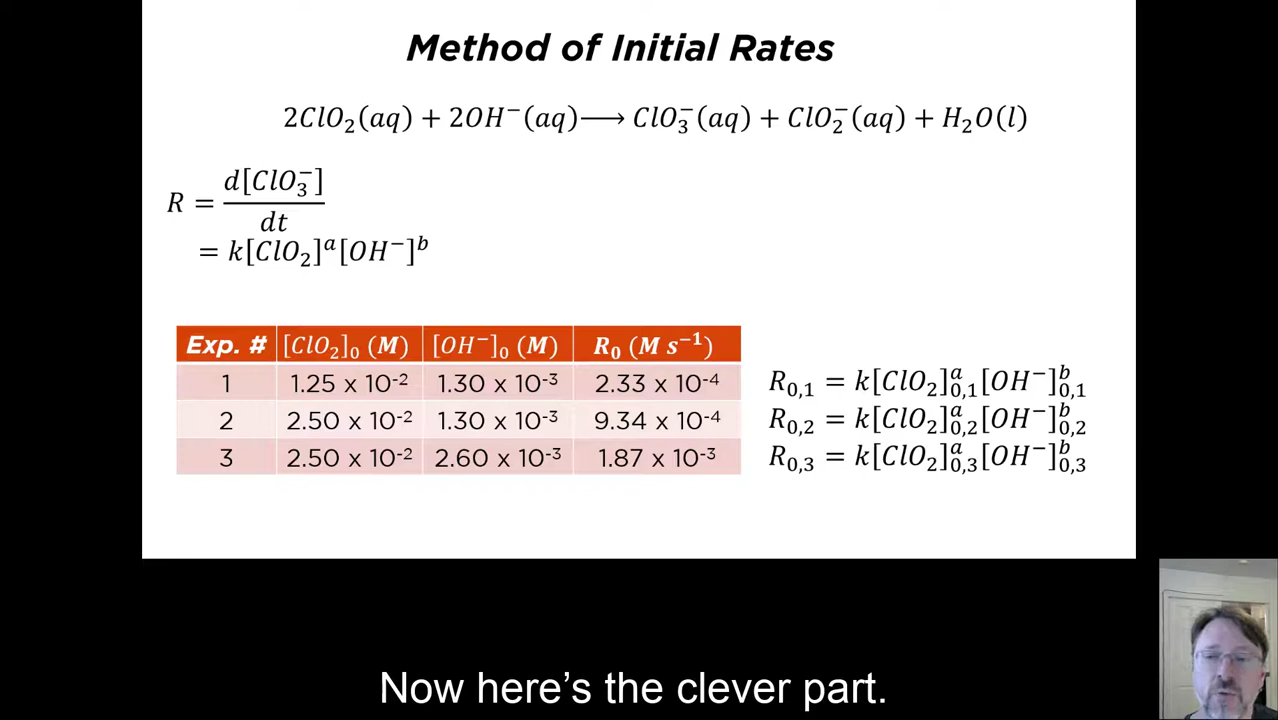 Method of Initial Rates
2ClO₂(aq) + 2OH⁻(aq)⟶ ClO₃⁻(aq) + ClO₂⁻(aq) + H₂O(l)
R = d[ClO₃⁻]/dt
= k[ClO₂]ᵃ[OH⁻]ᵇ
Exp. # [ClO₂]₀ (M) [OH⁻]₀ (M) R₀ (M s⁻¹)
1 1.25 x 10⁻² 1.30 x 10⁻³ 2.33 x 10⁻⁴
2 2.50 x 10⁻² 1.30 x 10⁻³ 9.34 x 10⁻⁴
3 2.50 x 10⁻² 2.60 x 10⁻³ 1.87 x 10⁻³
R₀,₁ = k[ClO₂]ᵃ₀,₁[OH⁻]ᵇ₀,₁
R₀,₂ = k[ClO₂]ᵃ₀,₂[OH⁻]ᵇ₀,₂
R₀,₃ = k[ClO₂]ᵃ₀,₃[OH⁻]ᵇ₀,₃
Now here’s the clever part.